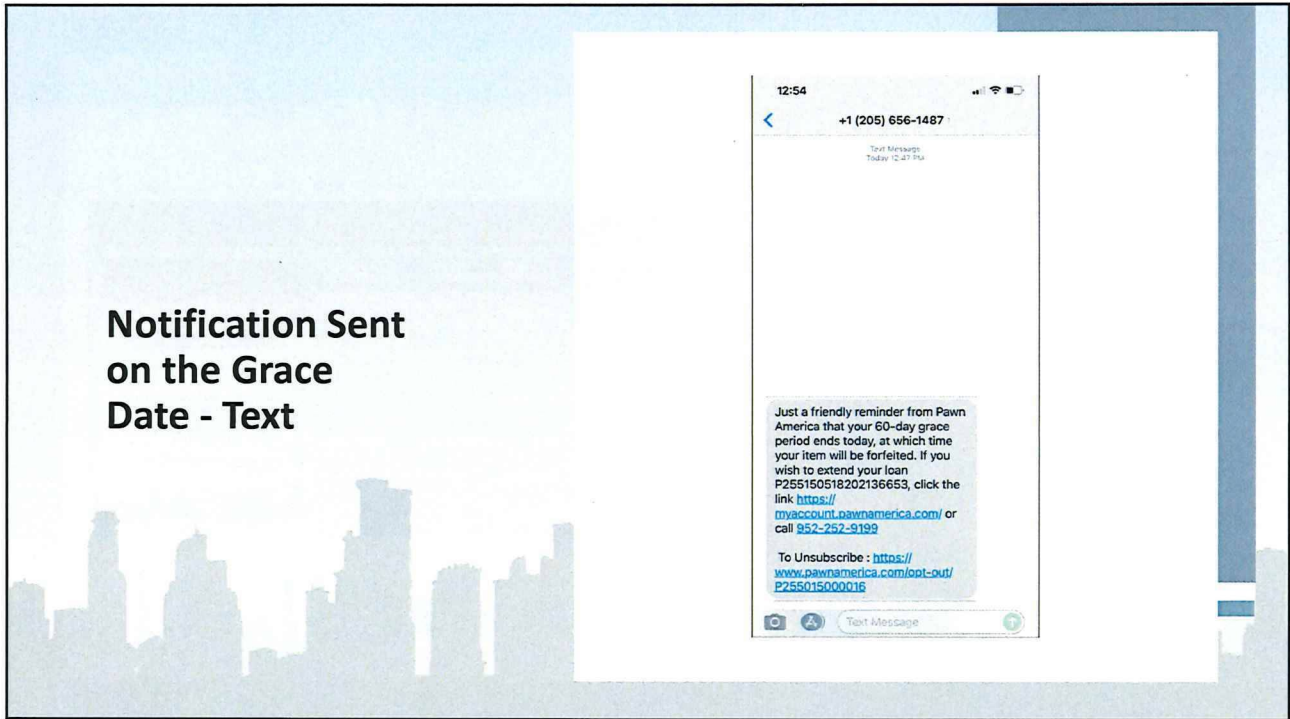 Notification Sent
on the Grace
Date - Text
12:54
+1 (205) 656-1487
Text Message
Today 12:47 PM
Just a friendly reminder from Pawn
America that your 60-day grace
period ends today, at which time
your item will be forfeited. If you
wish to extend your loan
P255150518202136653, click the
link https://
myaccount.pawnamerica.com/ or
call 952-252-9199
To Unsubscribe : https://
www.pawnamerica.com/opt-out/
P255015000016
Text Message